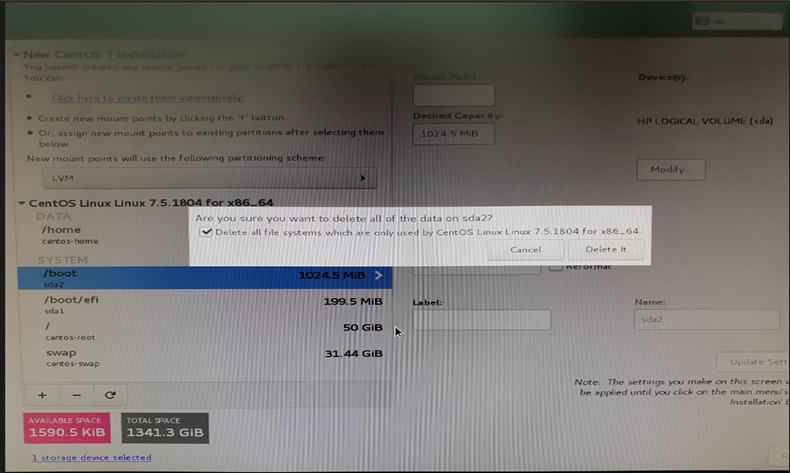 New CentOS 7 Installation
You haven't created any mount points for your CentOS 7 installation yet.
You can:
Click here to create them automatically.
Create new mount points by clicking the '+' button.
Or, assign new mount points to existing partitions after selecting them
below.
New mount points will use the following partitioning scheme:
LVM
CentOS Linux Linux 7.5.1804 for x86_64
DATA
/home
centos-home
SYSTEM
/boot 1024.5 MiB
sda2
/boot/efi 199.5 MiB
sda1
/ 50 GiB
centos-root
swap 31.44 GiB
centos-swap
+ −
AVAILABLE SPACE
1590.5 KiB
TOTAL SPACE
1341.3 GiB
1 storage device selected
Mount Point:
Desired Capacity:
1024.5 MiB
Device(s):
HP LOGICAL VOLUME (sda)
Modify...
Are you sure you want to delete all of the data on sda2?
Delete all file systems which are only used by CentOS Linux Linux 7.5.1804 for x86_64.
Cancel Delete It
Reformat
Label:
Name:
sda2
Update Sett
Note: The settings you make on this screen
be applied until you click on the main menu's
Installation'